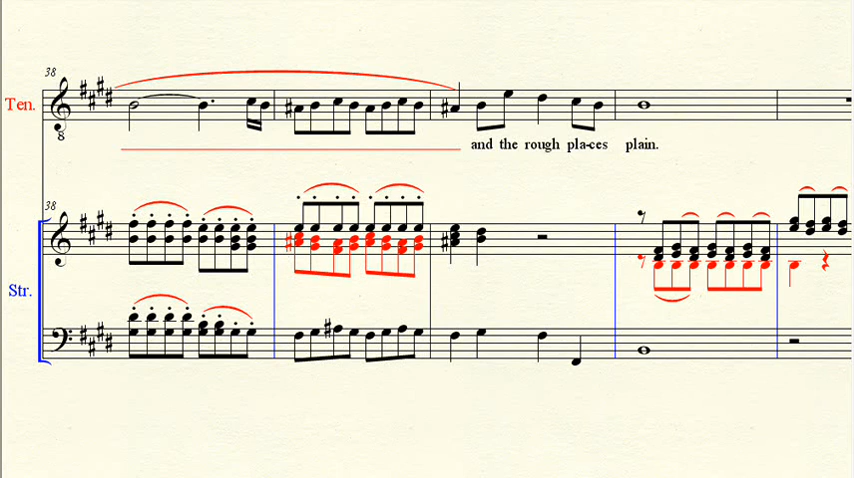 38
Ten.
8
and the rough pla-ces plain.
38
Str.